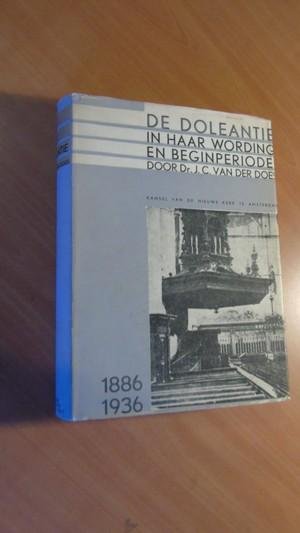 DE DOLEANTIE
IN HAAR WORDING
EN BEGINPERIODE
DOOR Dr. J. C. VAN DER DOES
KANSEL VAN DE NIEUWE KERK TE AMSTERDAM
1886
1936